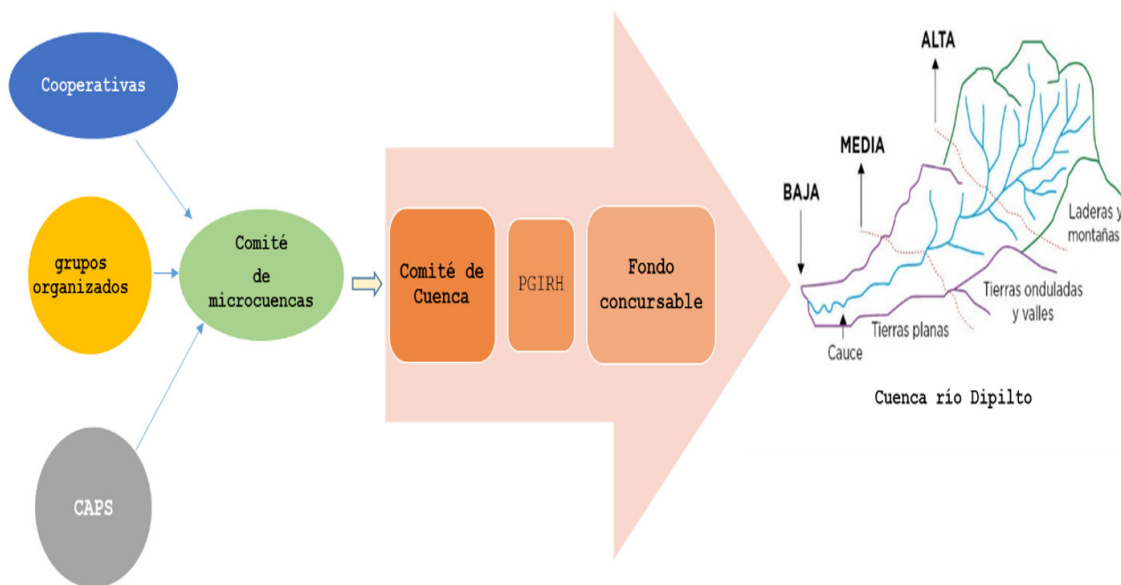 Cooperativas
grupos
organizados
CAPS
Comité
de
microcuencas
Comité de
Cuenca
PGIRH
Fondo
concursable
ALTA
MEDIA
BAJA
Laderas y
montañas
Tierras onduladas
y valles
Tierras planas
Cauce
Cuenca río Dipilto